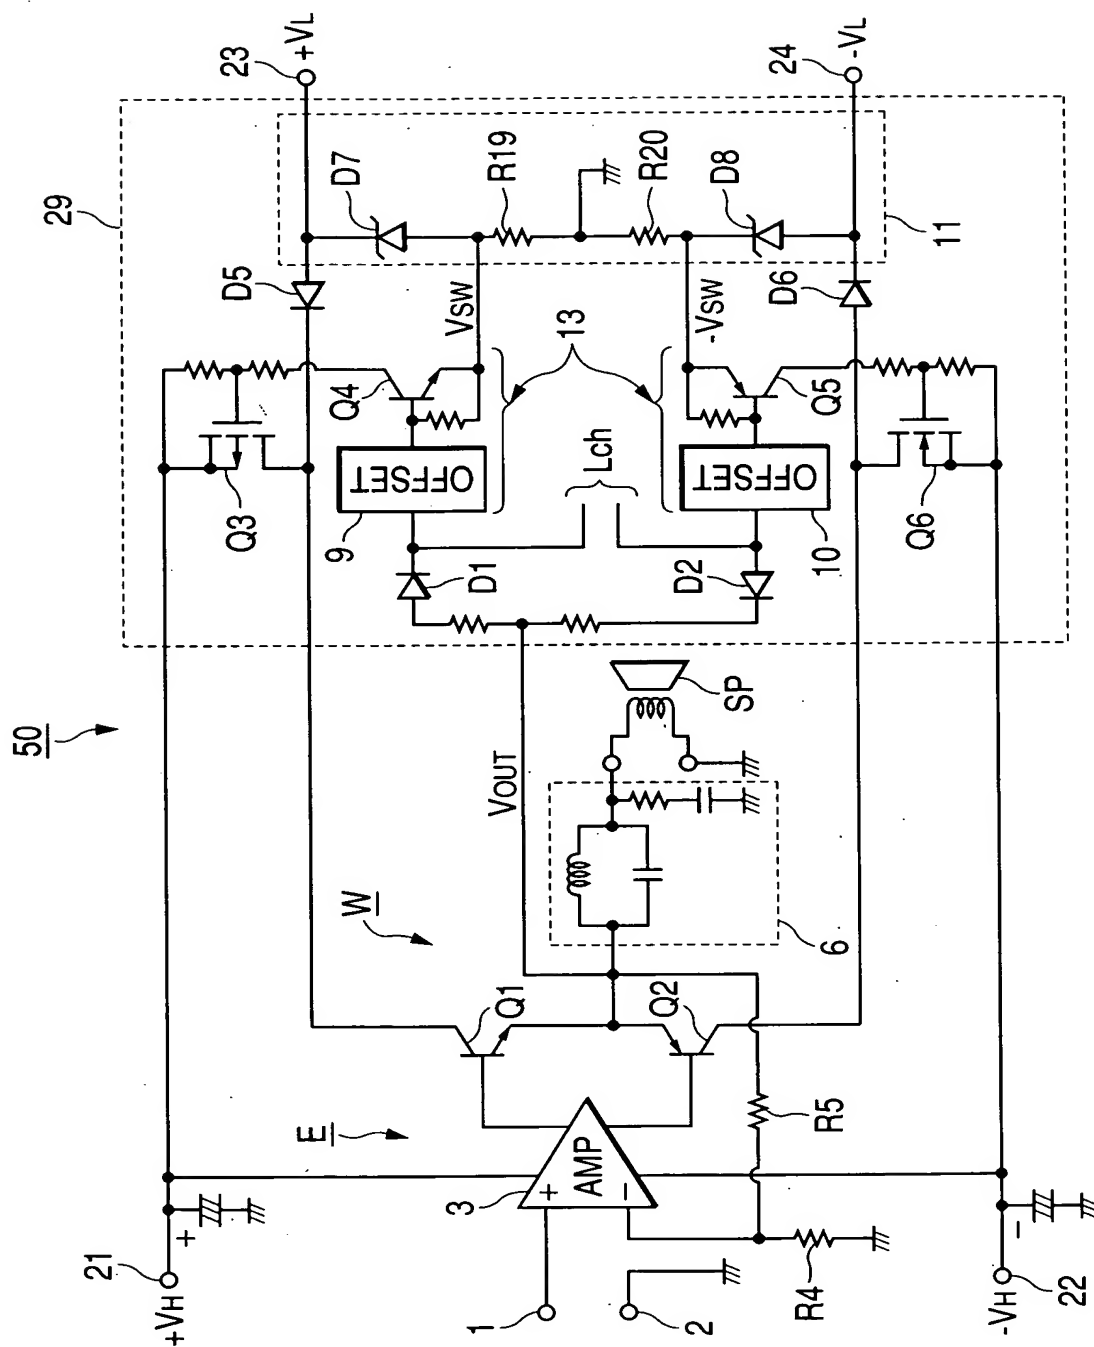 50
29
+VH
21
E
W
23
+VL
D5
D7
Q3
Q4
VSW
R19
9
OFFSET
13
D1
Lch
3
+
AMP
−
Q1
VOUT
1
2
Q2
6
SP
D2
10
OFFSET
-VSW
R20
D8
Q5
D6
11
R4
R5
Q6
-VH
22
24
-VL
+
−